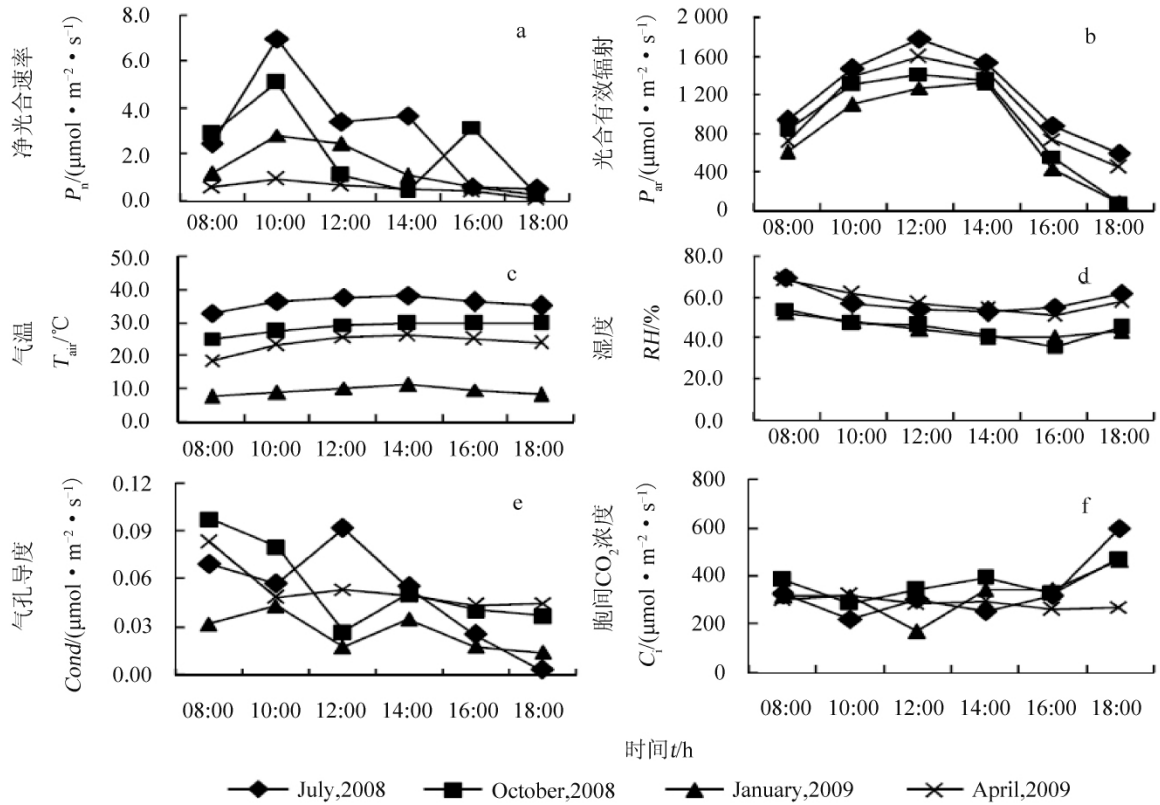 净光合速率
Pn/(μmol·m⁻²·s⁻¹)
8.0
6.0
4.0
2.0
0.0
a
08:00 10:00 12:00 14:00 16:00 18:00
光合有效辐射
Par/(μmol·m⁻²·s⁻¹)
2 000
1 600
1 200
800
400
0
b
08:00 10:00 12:00 14:00 16:00 18:00
气温
Tair/℃
50.0
40.0
30.0
20.0
10.0
0.0
c
08:00 10:00 12:00 14:00 16:00 18:00
湿度
RH/%
80.0
60.0
40.0
20.0
0.0
d
08:00 10:00 12:00 14:00 16:00 18:00
气孔导度
Cond/(μmol·m⁻²·s⁻¹)
0.12
0.09
0.06
0.03
0.00
e
08:00 10:00 12:00 14:00 16:00 18:00
胞间CO₂浓度
Ci/(μmol·m⁻²·s⁻¹)
800
600
400
200
0
f
08:00 10:00 12:00 14:00 16:00 18:00
时间t/h
July,2008 October,2008 January,2009 April,2009